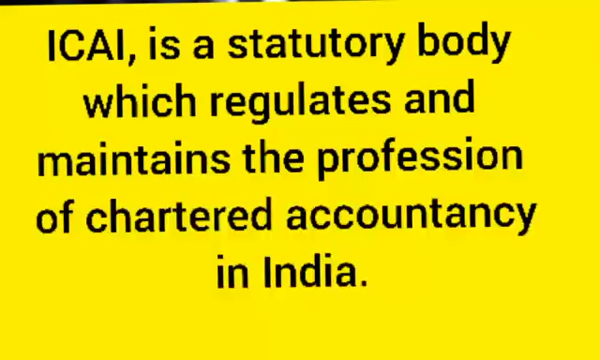 ICAI, is a statutory body
which regulates and
maintains the profession
of chartered accountancy
in India.